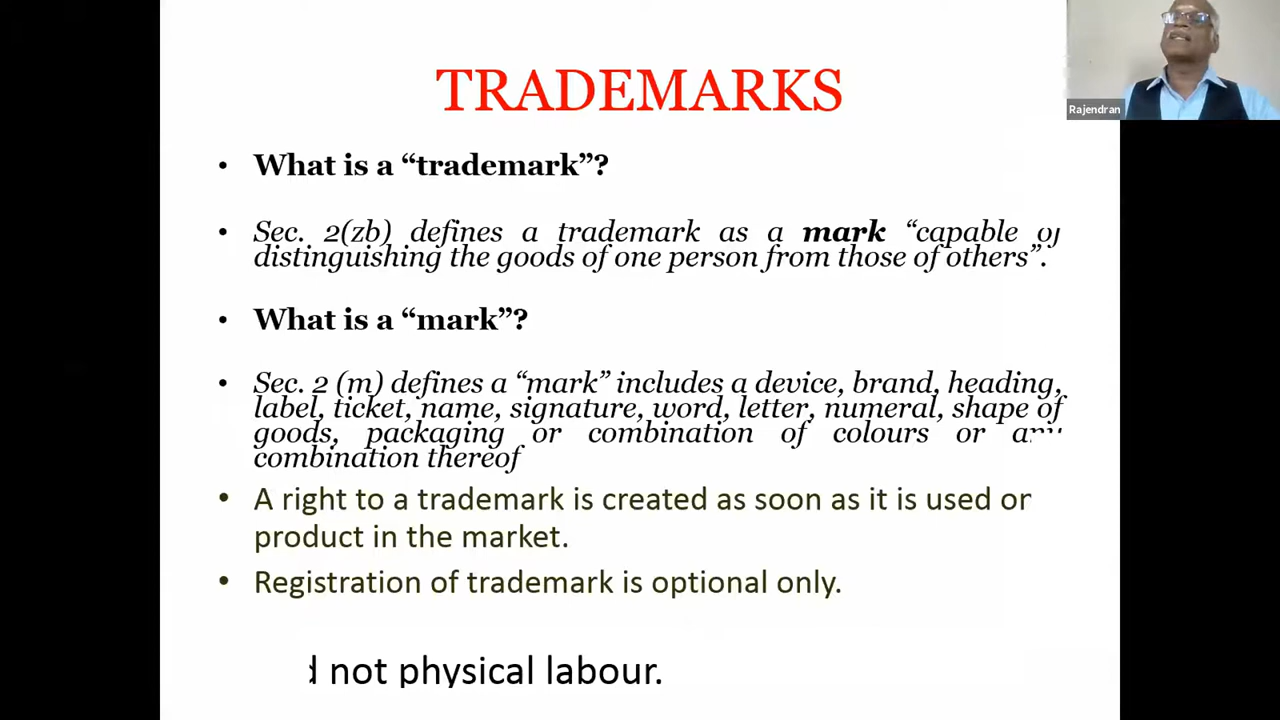 TRADEMARKS
Rajendran
• What is a “trademark”?
• Sec. 2(zb) defines a trademark as a mark “capable of
distinguishing the goods of one person from those of others”.
• What is a “mark”?
• Sec. 2 (m) defines a “mark” includes a device, brand, heading,
label, ticket, name, signature, word, letter, numeral, shape of
goods, packaging or combination of colours or any
combination thereof
• A right to a trademark is created as soon as it is used
product in the market.
• Registration of trademark is optional only.
not physical labour.